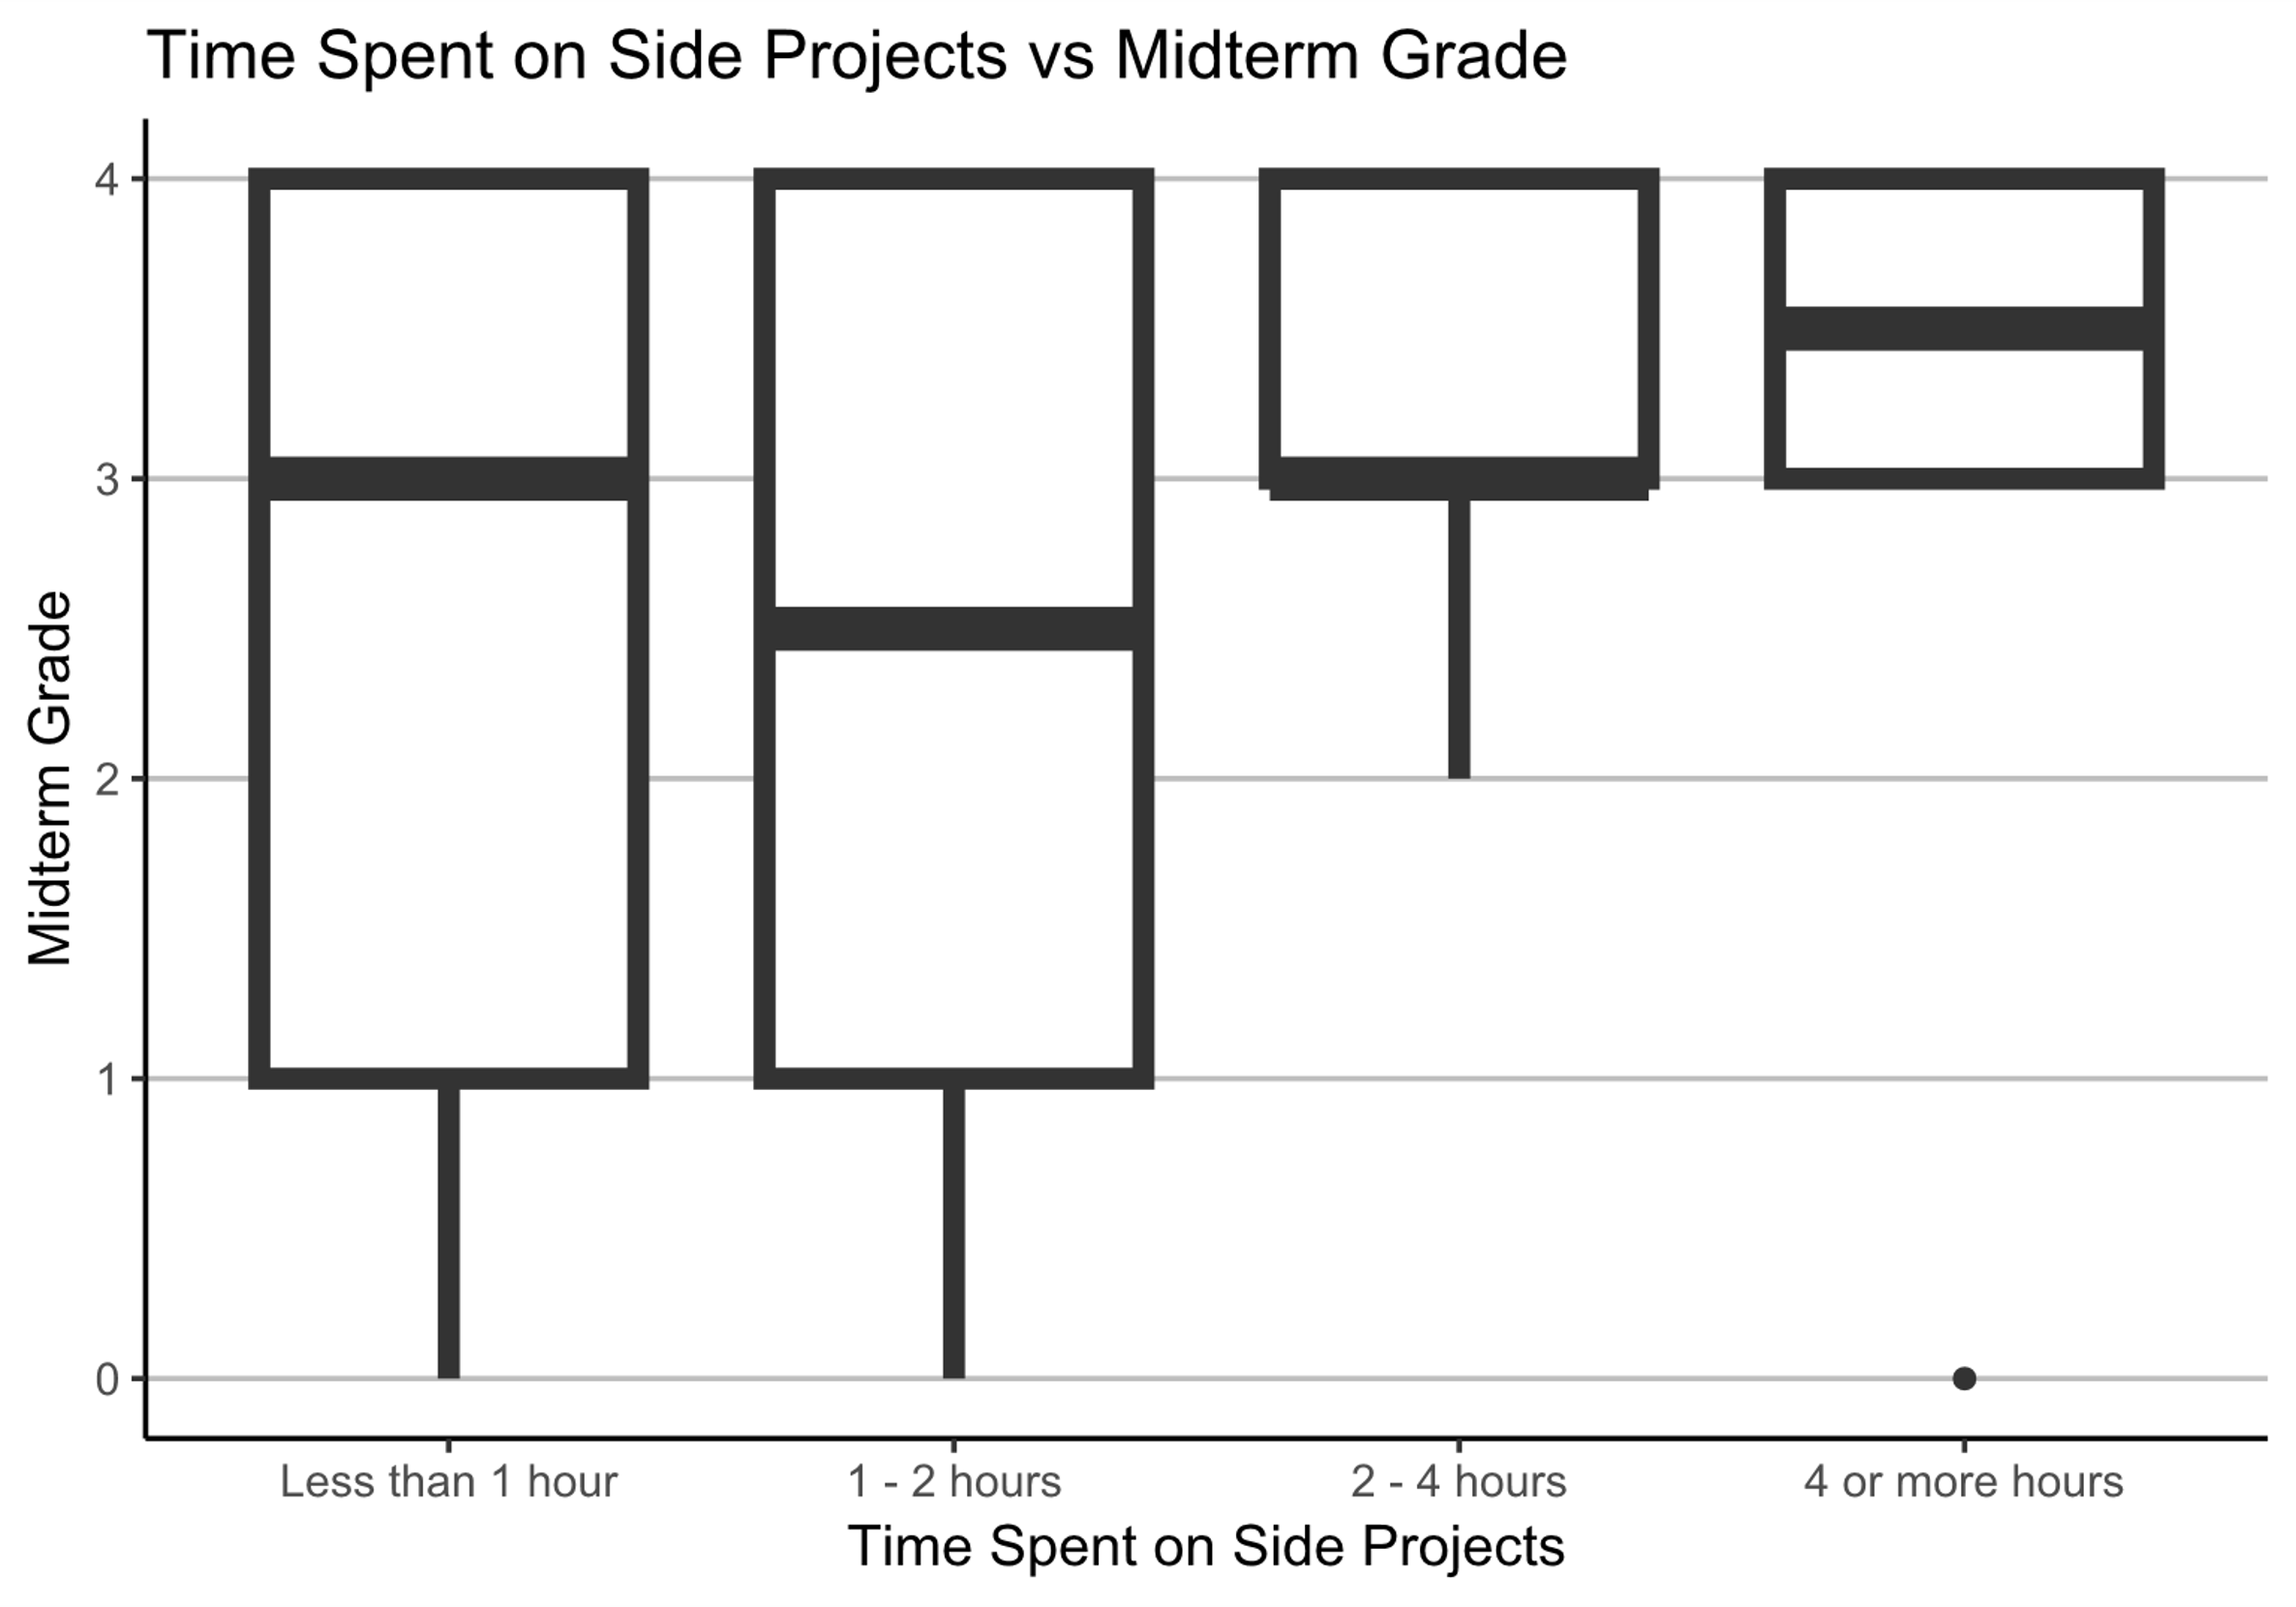 Time Spent on Side Projects vs Midterm Grade
4
3
2
1
0
Midterm Grade
Less than 1 hour
1 - 2 hours
2 - 4 hours
4 or more hours
Time Spent on Side Projects